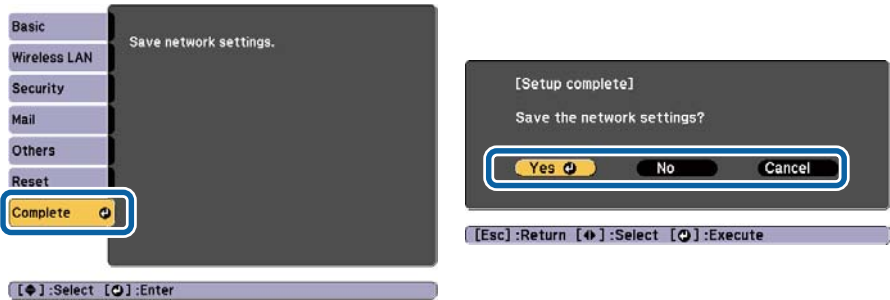 Basic
Wireless LAN
Security
Mail
Others
Reset
Complete
Save network settings.
[◆]:Select [⏎]:Enter
[Setup complete]
Save the network settings?
Yes No Cancel
[Esc]:Return [◀▶]:Select [⏎]:Execute